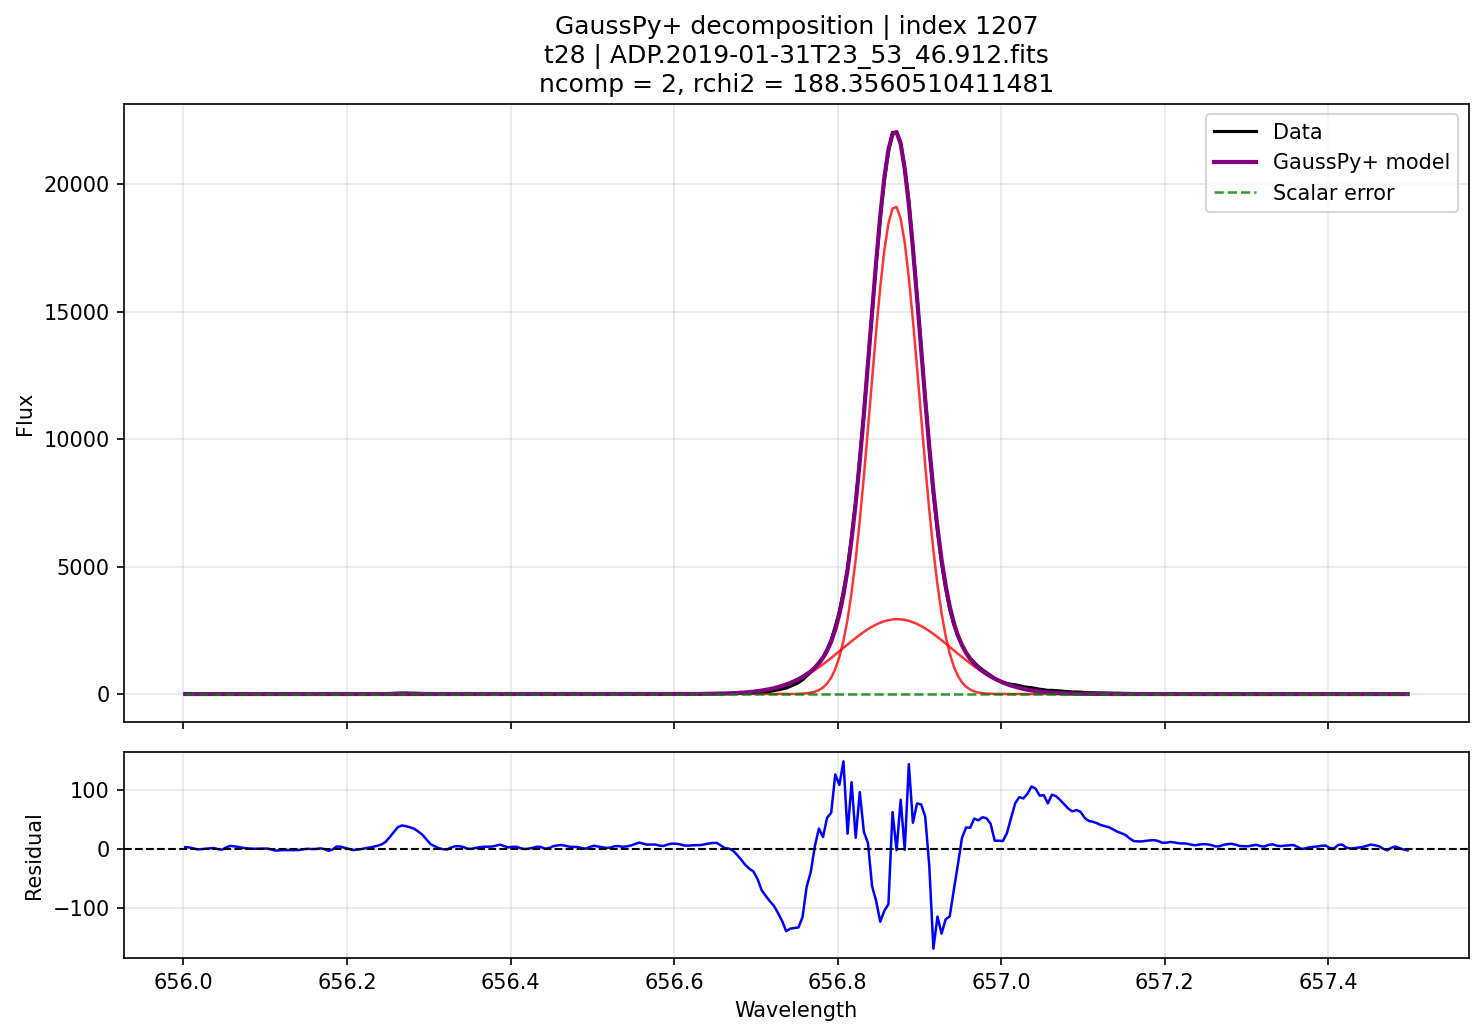 GaussPy+ decomposition | index 1207
t28 | ADP.2019-01-31T23_53_46.912.fits
ncomp = 2, rchi2 = 188.3560510411481
Data
GaussPy+ model
Scalar error
Flux
20000
15000
10000
5000
0
Residual
100
0
−100
656.0 656.2 656.4 656.6 656.8 657.0 657.2 657.4
Wavelength